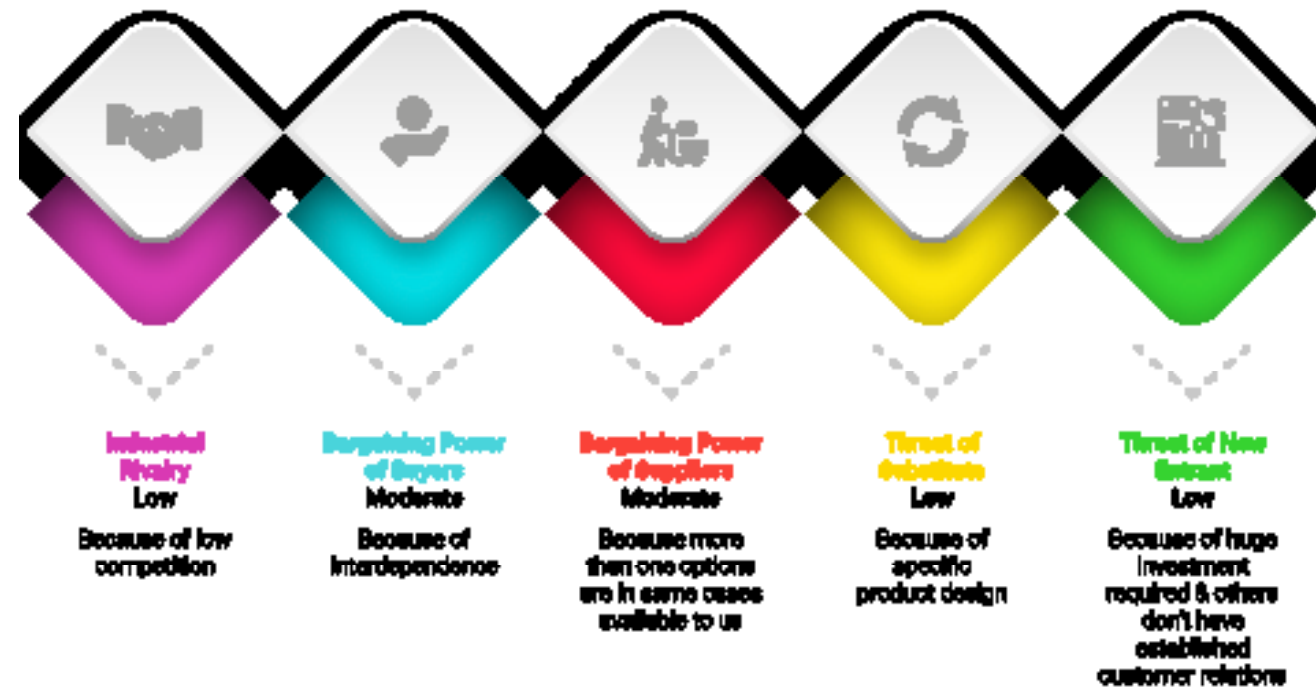 Industrial
Rivalry
Low
Because of low
competition
Bargaining Power
of Buyers
Moderate
Because of
interdependence
Bargaining Power
of Suppliers
Moderate
Because more
than one options
are in same cases
available to us
Threat of
Substitute
Low
Because of
specific
product design
Threat of New
Entrant
Low
Because of huge
investment
required & others
don't have
established
customer relations